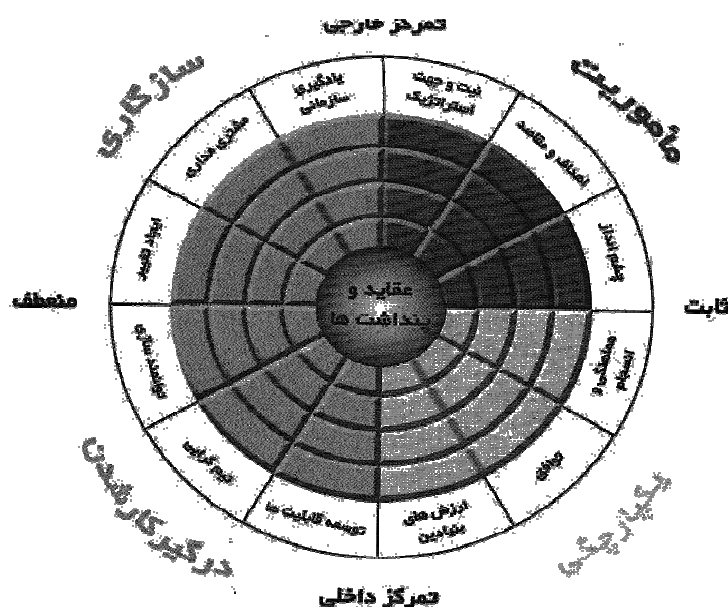 تمرکز خارجی
سازگاری
مأموریت
یادگیری
سازمانی
نیت و جهت
استراتژیک
مشتری مداری
اهداف و مقاصد
ایجاد تغییر
چشم انداز
منعطف
ثابت
عقاید و
پنداشت ها
توانمندسازی
هماهنگی و
انسجام
تیم گرایی
توافق
توسعه قابلیت ها
ارزش های
بنیادین
درگیر کار شدن
یکپارچگی
تمرکز داخلی